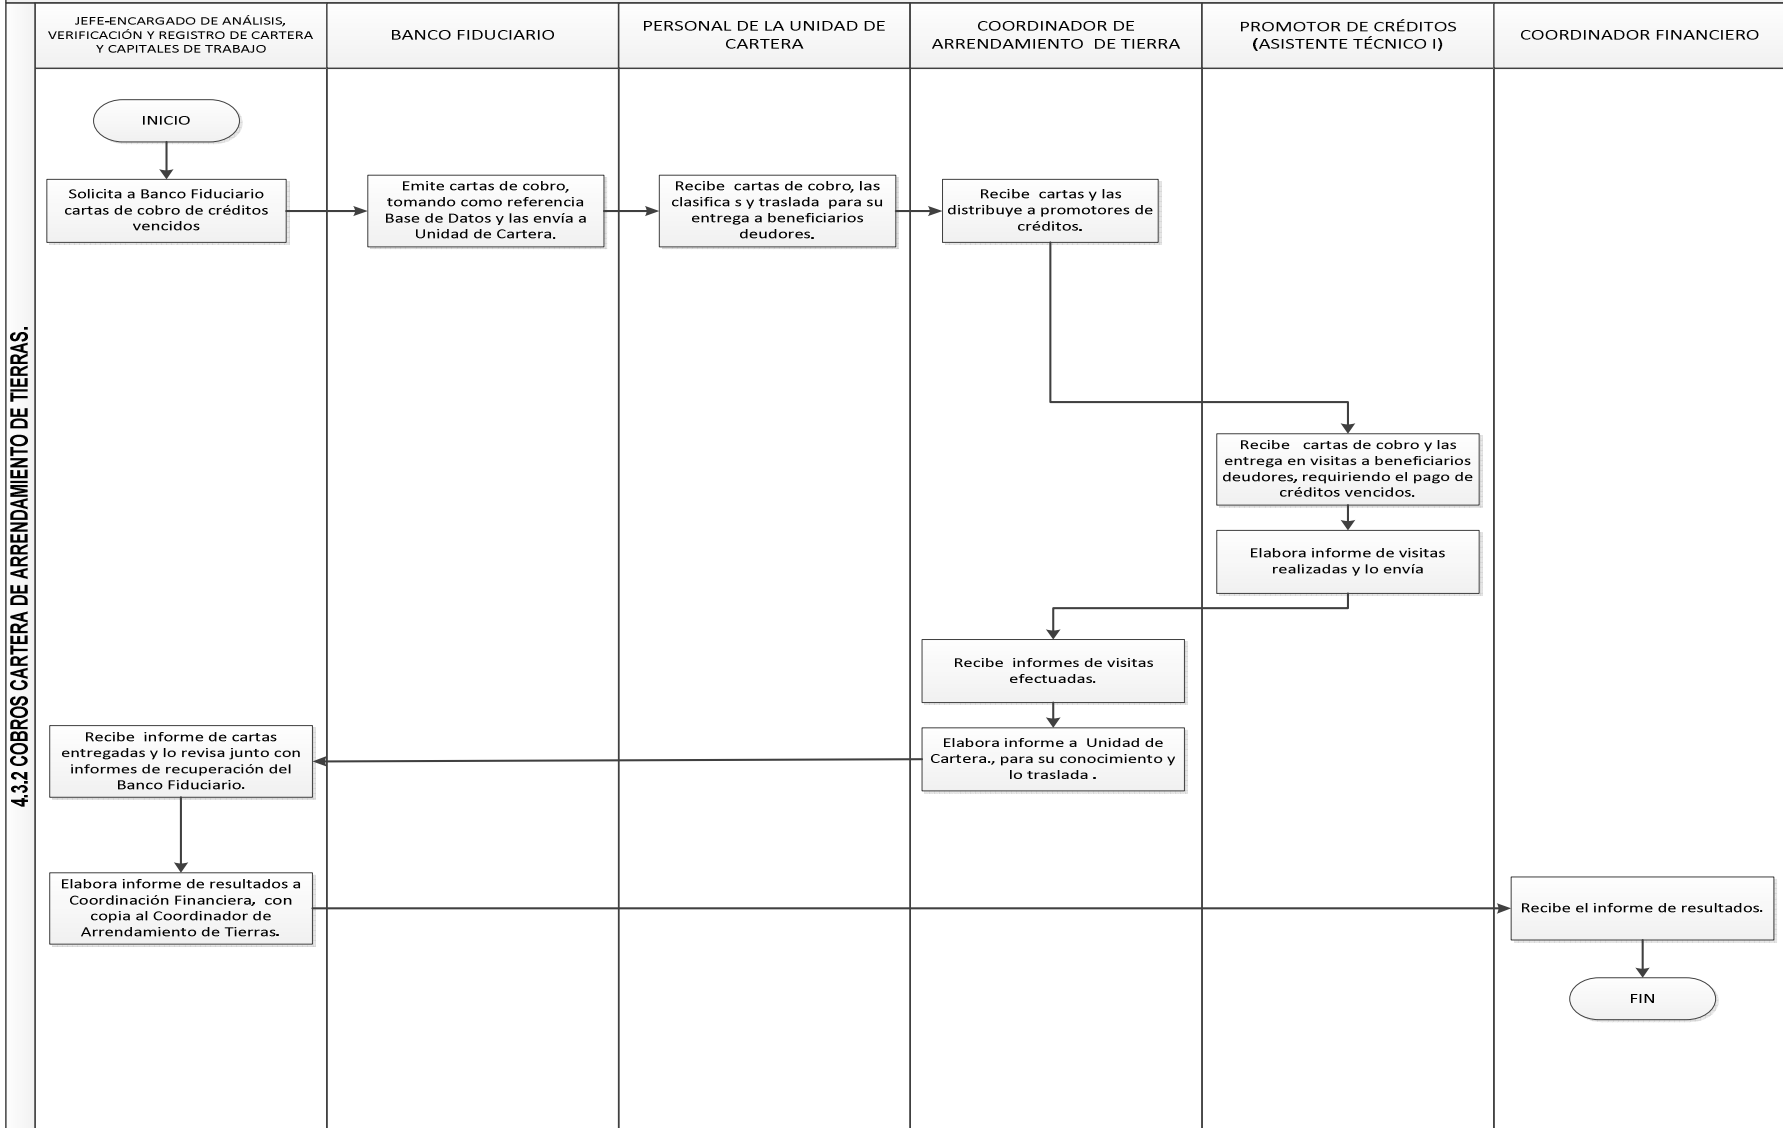 JEFE-ENCARGADO DE ANÁLISIS,
VERIFICACIÓN Y REGISTRO DE CARTERA
Y CAPITALES DE TRABAJO
BANCO FIDUCIARIO
PERSONAL DE LA UNIDAD DE
CARTERA
COORDINADOR DE
ARRENDAMIENTO DE TIERRA
PROMOTOR DE CRÉDITOS
(ASISTENTE TÉCNICO I)
COORDINADOR FINANCIERO
4.3.2 COBROS CARTERA DE ARRENDAMIENTO DE TIERRAS.
INICIO
Solicita a Banco Fiduciario
cartas de cobro de créditos
vencidos
Emite cartas de cobro,
tomando como referencia
Base de Datos y las envía a
Unidad de Cartera.
Recibe cartas de cobro, las
clasifica s y traslada para su
entrega a beneficiarios
deudores.
Recibe cartas y las
distribuye a promotores de
créditos.
Recibe cartas de cobro y las
entrega en visitas a beneficiarios
deudores, requiriendo el pago de
créditos vencidos.
Elabora informe de visitas
realizadas y lo envía
Recibe informes de visitas
efectuadas.
Elabora informe a Unidad de
Cartera., para su conocimiento y
lo traslada .
Recibe informe de cartas
entregadas y lo revisa junto con
informes de recuperación del
Banco Fiduciario.
Elabora informe de resultados a
Coordinación Financiera, con
copia al Coordinador de
Arrendamiento de Tierras.
Recibe el informe de resultados.
FIN